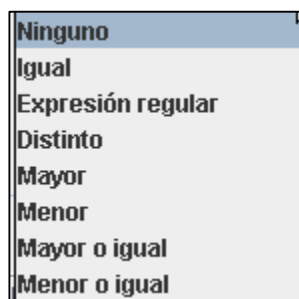 Ninguno
Igual
Expresión regular
Distinto
Mayor
Menor
Mayor o igual
Menor o igual